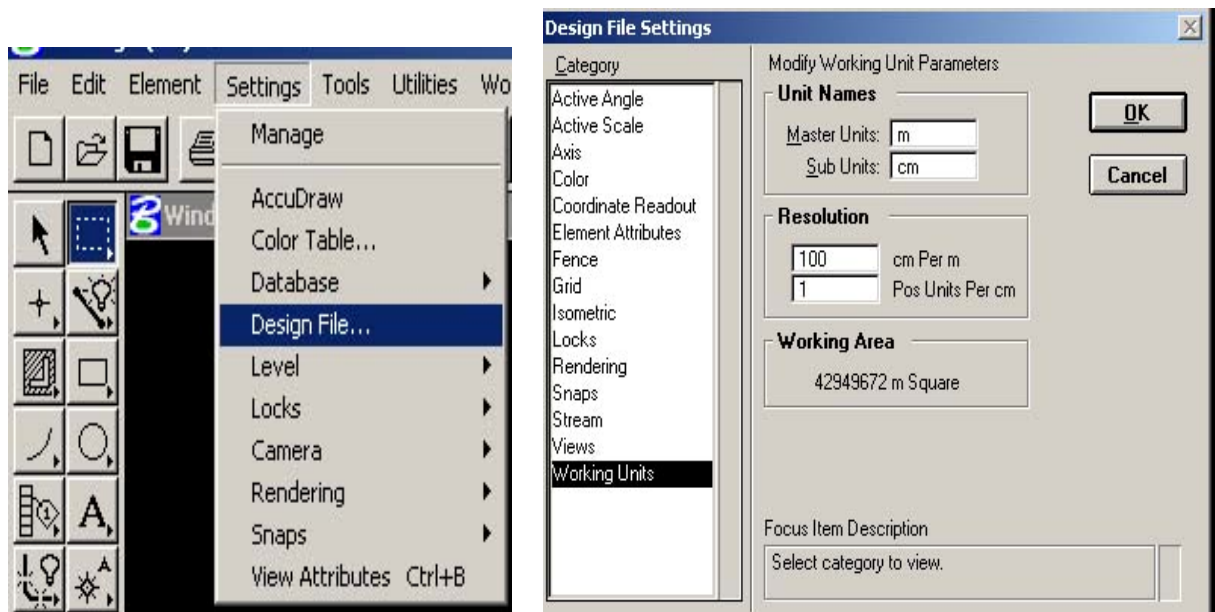 File Edit Element Settings Tools Utilities
Manage
AccuDraw
Color Table...
Database
Design File...
Level
Locks
Camera
Rendering
Snaps
View Attributes Ctrl+B
1
A
A
Design File Settings
Category
Active Angle
Active Scale
Axis
Color
Coordinate Readout
Element Attributes
Fence
Grid
Isometric
Locks
Rendering
Snaps
Stream
Views
Working Units
Modify Working Unit Parameters
Unit Names
Master Units: m
Sub Units: cm
OK
Cancel
Resolution
100 cm Per m
1 Pos Units Per cm
Working Area
42949672 m Square
Focus Item Description
Select category to view.